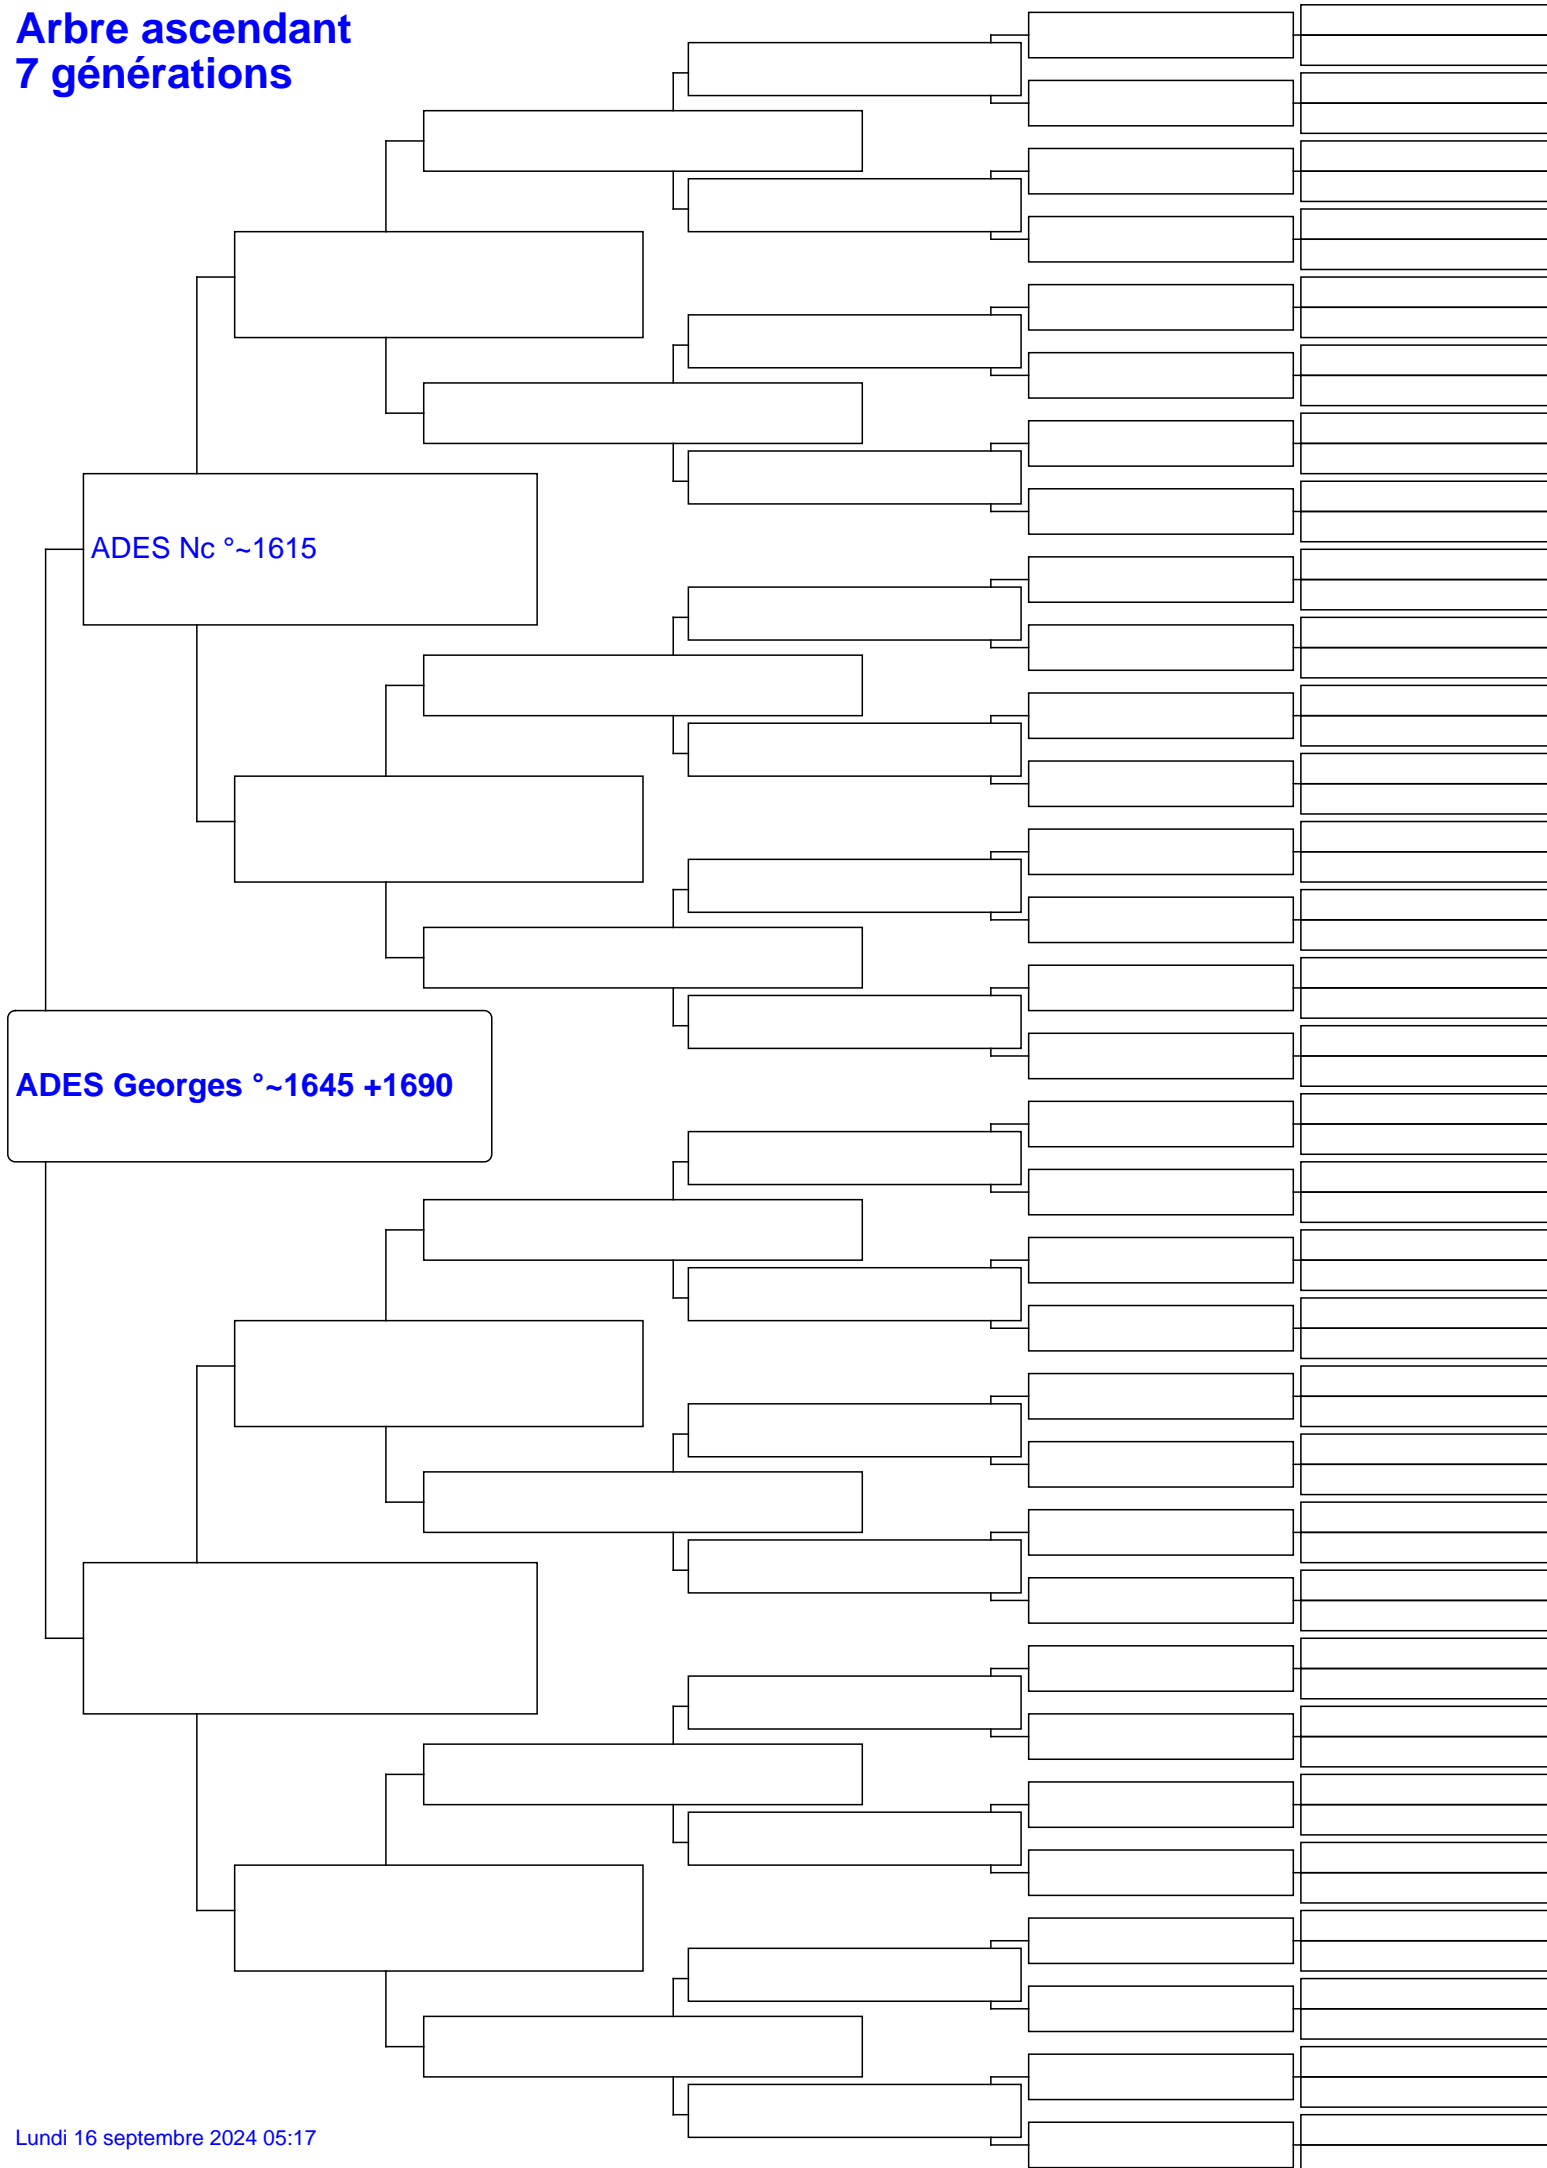 Arbre ascendant
7 générations
ADES Nc °~1615
ADES Georges °~1645 +1690
Lundi 16 septembre 2024 05:17